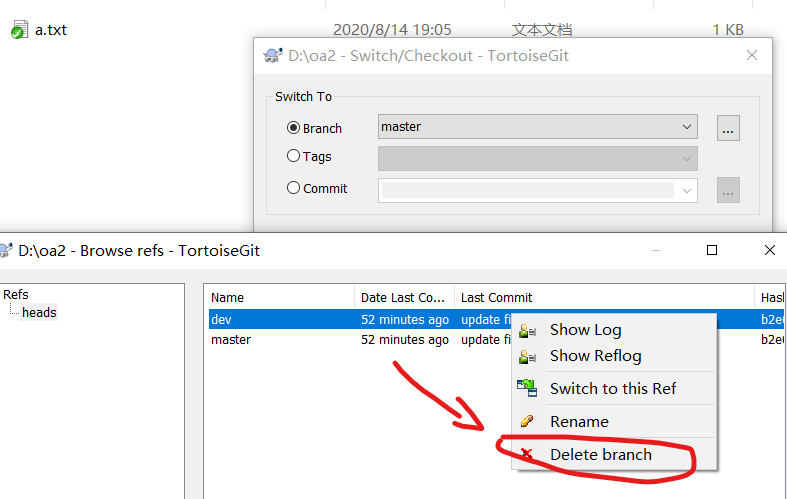 a.txt 2020/8/14 19:05 文本文档 1 KB
D:\oa2 - Switch/Checkout - TortoiseGit
Switch To
Branch master ...
Tags
Commit ...
D:\oa2 - Browse refs - TortoiseGit
Refs
heads
Name Date Last Co... Last Commit Hash
dev 52 minutes ago update fi b2e
master 52 minutes ago update fi b2e
Show Log
Show Reflog
Switch to this Ref
Rename
Delete branch